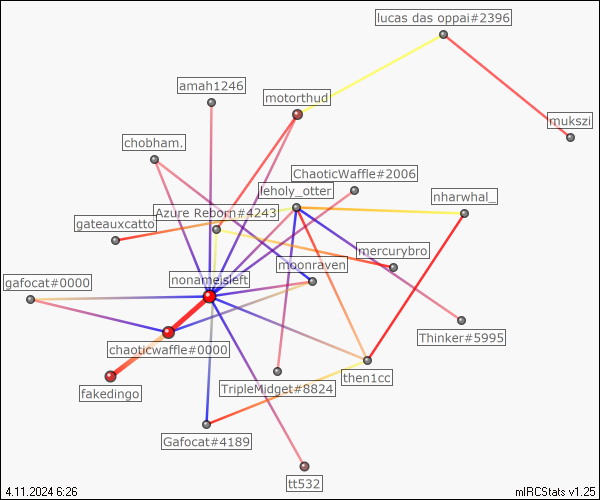 lucas das oppai#2396
amah1246
motorthud
mukszi
chobham.
ChaoticWaffle#2006
leholy_otter
nharwhal_
Azure Reborn#4243
gateauxcatto
mercurybro
moonraven
nonameisleft
gafocat#0000
Thinker#5995
chaoticwaffle#0000
then1cc
fakedingo
TripleMidget#8824
Gafocat#4189
tt532
4.11.2024 6:26
mIRCStats v1.25